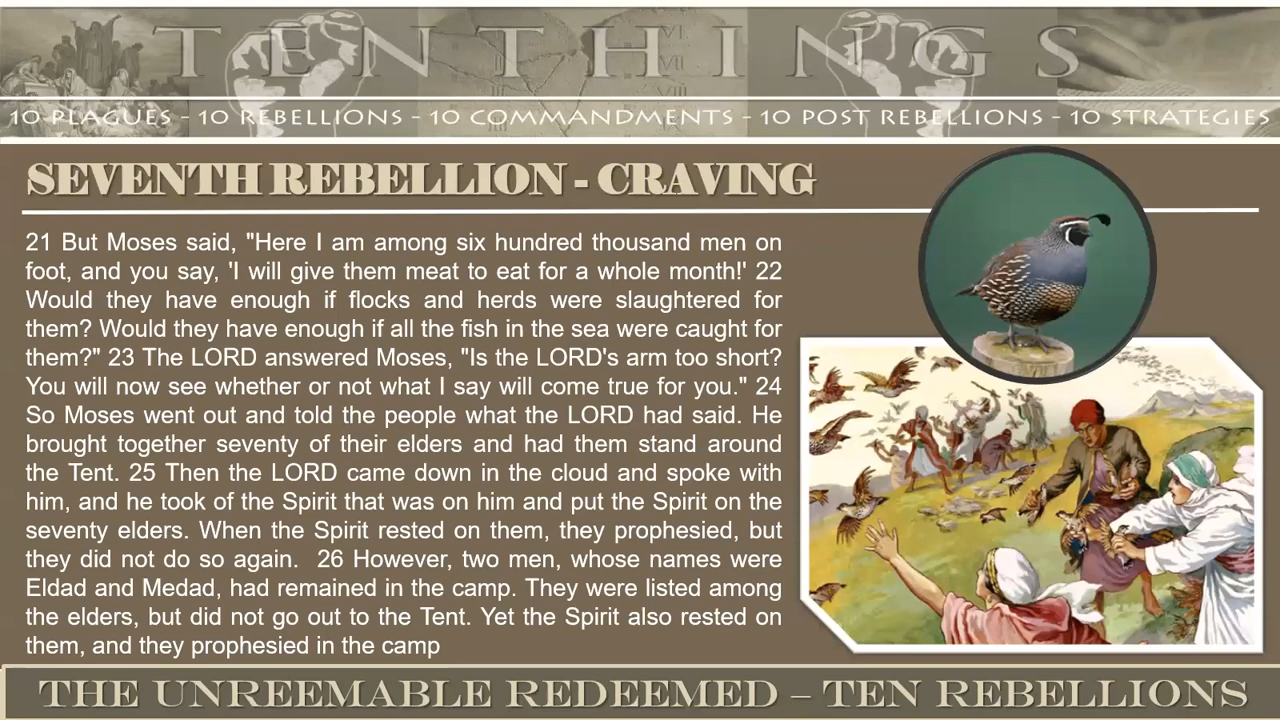 TEN THINGS
10 PLAGUES - 10 REBELLIONS - 10 COMMANDMENTS - 10 POST REBELLIONS - 10 STRATEGIES
SEVENTH REBELLION - CRAVING
21 But Moses said, "Here I am among six hundred thousand men on
foot, and you say, 'I will give them meat to eat for a whole month!' 22
Would they have enough if flocks and herds were slaughtered for
them? Would they have enough if all the fish in the sea were caught for
them?" 23 The LORD answered Moses, "Is the LORD's arm too short?
You will now see whether or not what I say will come true for you." 24
So Moses went out and told the people what the LORD had said. He
brought together seventy of their elders and had them stand around
the Tent. 25 Then the LORD came down in the cloud and spoke with
him, and he took of the Spirit that was on him and put the Spirit on the
seventy elders. When the Spirit rested on them, they prophesied, but
they did not do so again.  26 However, two men, whose names were
Eldad and Medad, had remained in the camp. They were listed among
the elders, but did not go out to the Tent. Yet the Spirit also rested on
them, and they prophesied in the camp
THE UNREEMABLE REDEEMED – TEN REBELLIONS